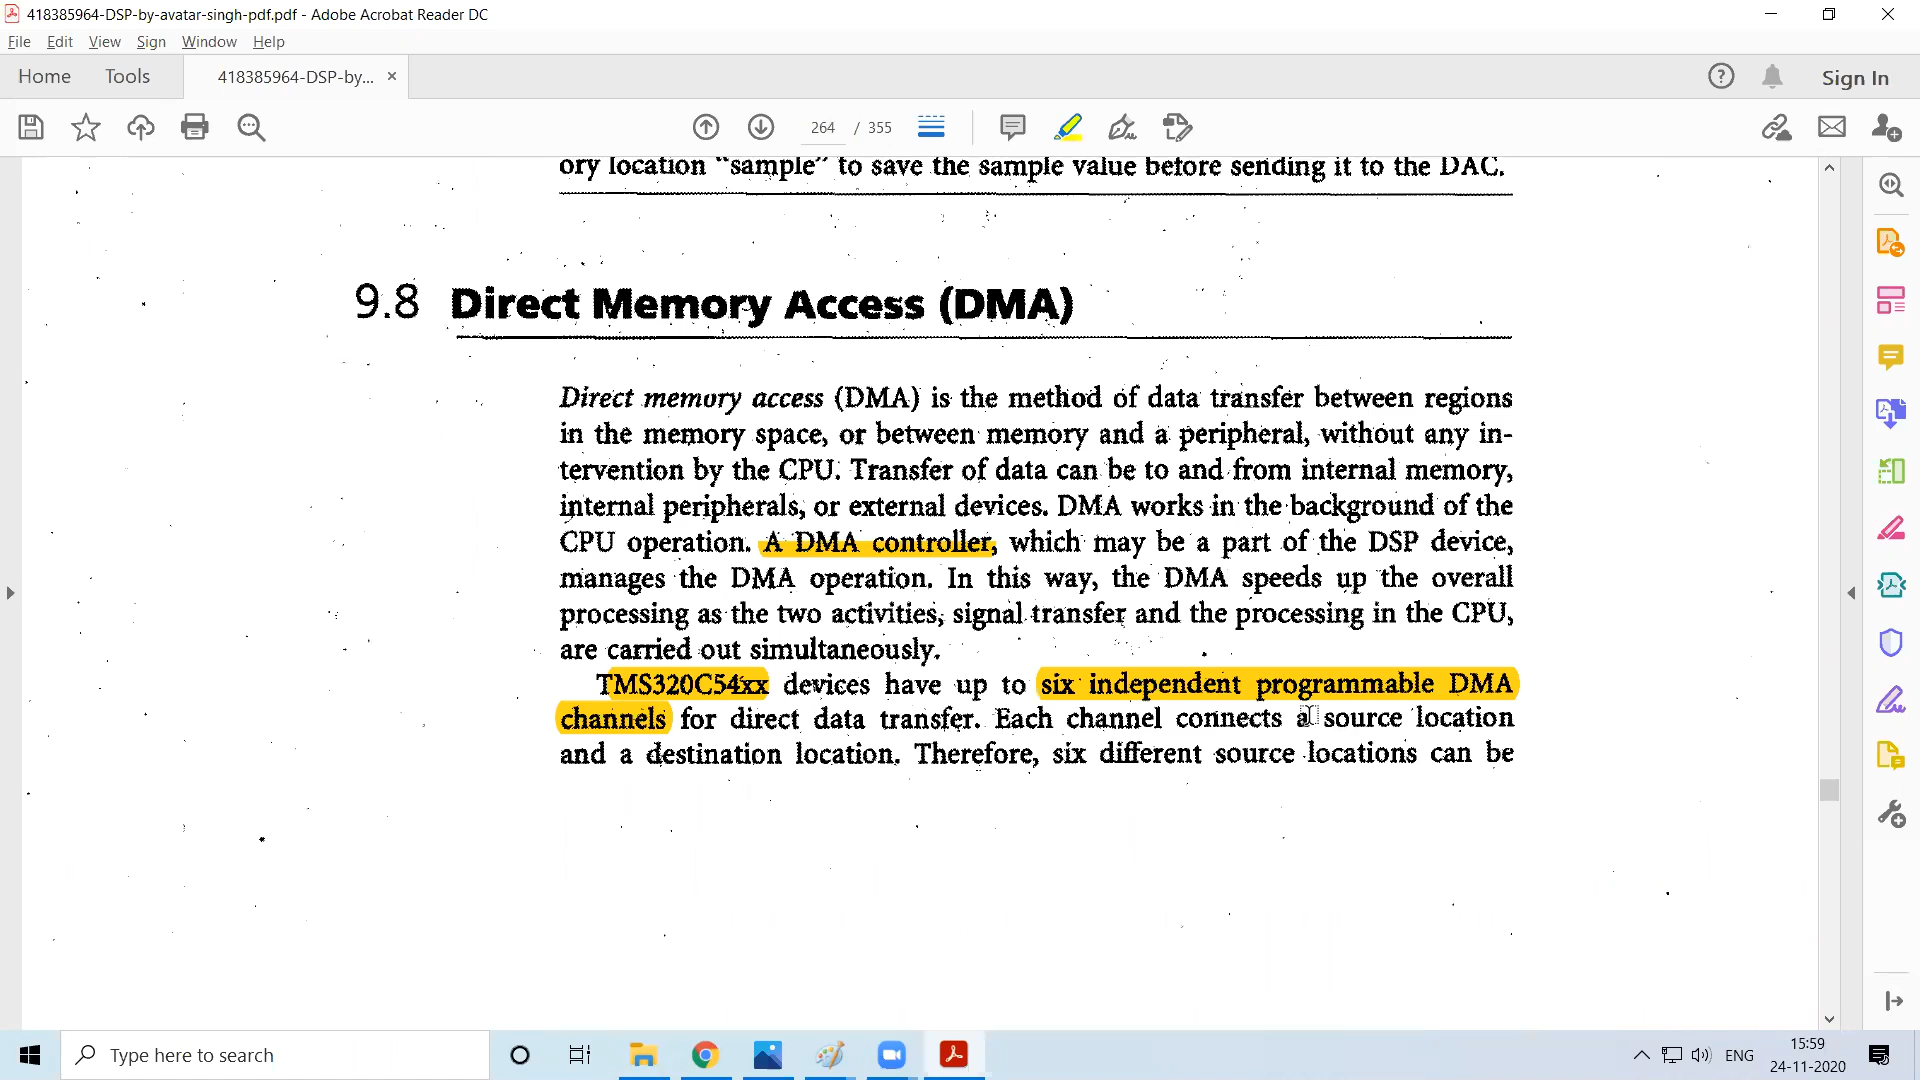 418385964-DSP-by-avatar-singh-pdf.pdf - Adobe Acrobat Reader DC
File Edit View Sign Window Help
Home Tools 418385964-DSP-by... × Sign In
264 / 355
ory location “sample” to save the sample value before sending it to the DAC.
9.8 Direct Memory Access (DMA)
Direct memory access (DMA) is the method of data transfer between regions
in the memory space, or between memory and a peripheral, without any in-
tervention by the CPU. Transfer of data can be to and from internal memory,
internal peripherals, or external devices. DMA works in the background of the
CPU operation. A DMA controller, which may be a part of the DSP device,
manages the DMA operation. In this way, the DMA speeds up the overall
processing as the two activities, signal transfer and the processing in the CPU,
are carried out simultaneously.
TMS320C54xx devices have up to six independent programmable DMA
channels for direct data transfer. Each channel connects a source location
and a destination location. Therefore, six different source locations can be
Type here to search
ENG
15:59
24-11-2020